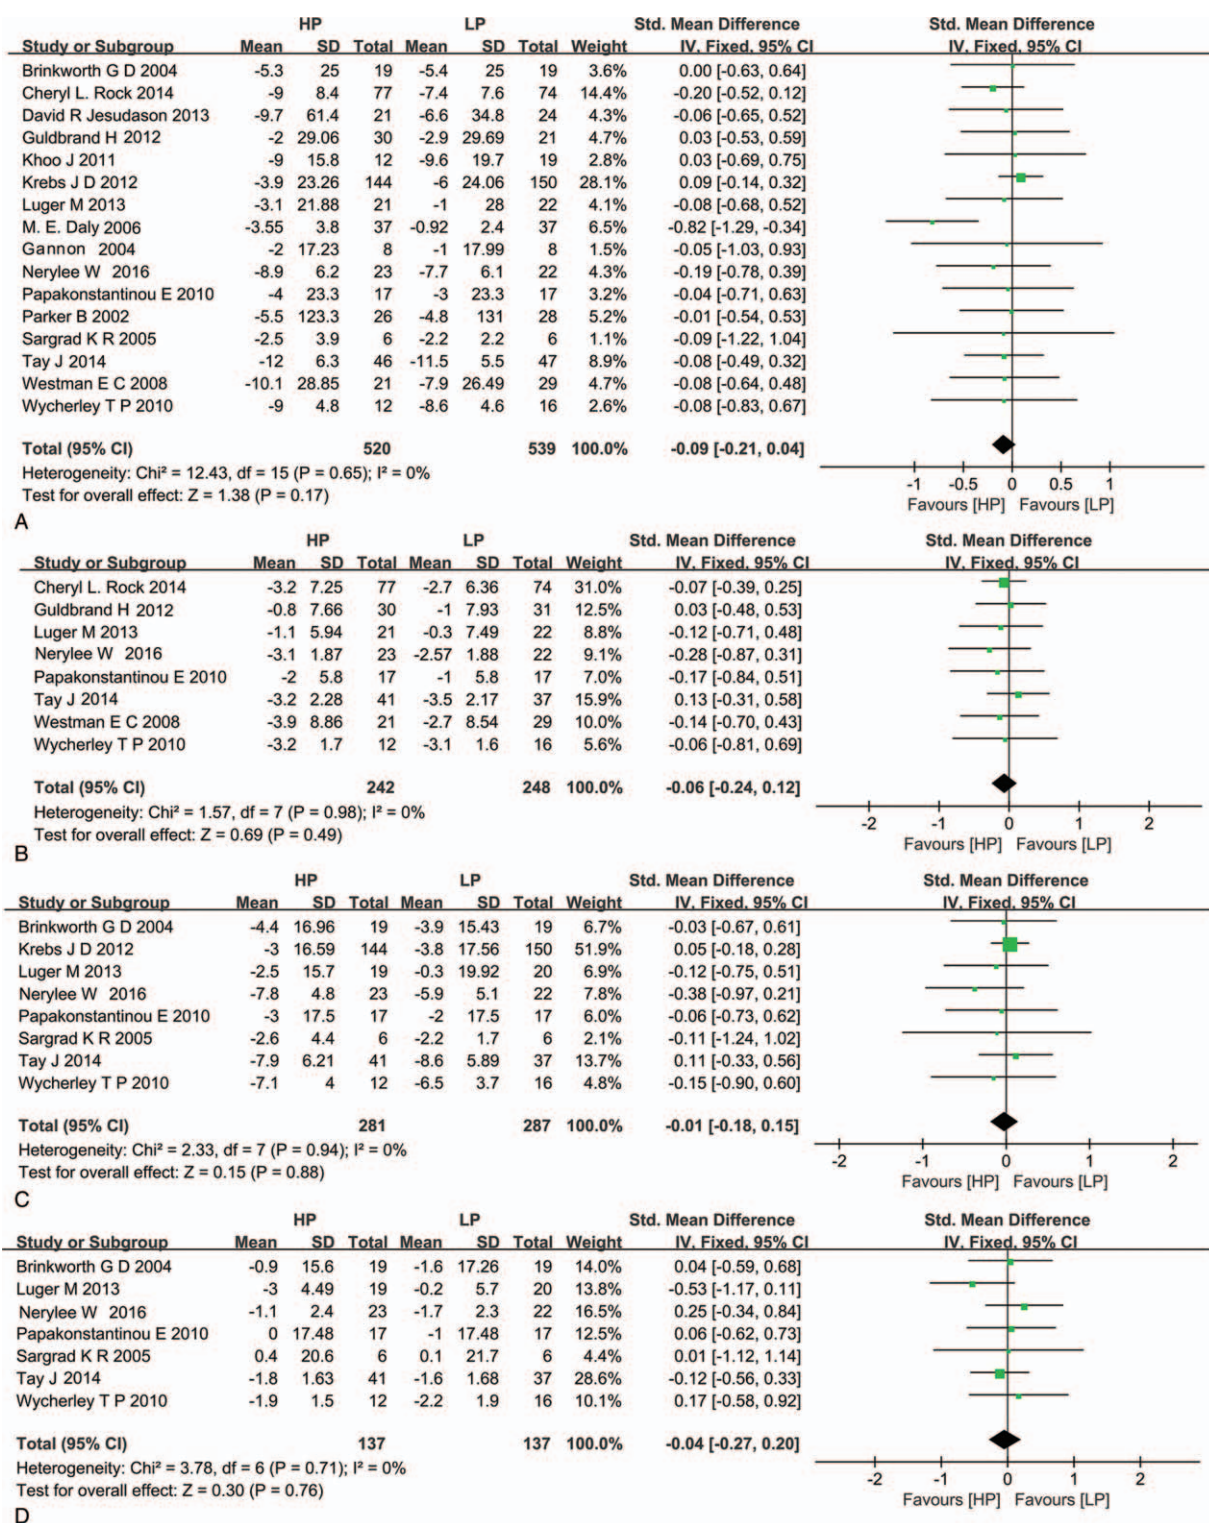 HP LP Std. Mean Difference Std. Mean Difference
Study or Subgroup Mean SD Total Mean SD Total Weight IV, Fixed, 95% CI IV, Fixed, 95% CI
Brinkworth G D 2004 -5.3 25 19 -5.4 25 19 3.6% 0.00 [-0.63, 0.64]
Cheryl L. Rock 2014 -9 8.4 77 -7.4 7.6 74 14.4% -0.20 [-0.52, 0.12]
David R Jesudason 2013 -9.7 61.4 21 -6.6 34.8 24 4.3% -0.06 [-0.65, 0.52]
Guldbrand H 2012 -2 29.06 30 -2.9 29.69 21 4.7% 0.03 [-0.53, 0.59]
Khoo J 2011 -9 15.8 12 -9.6 19.7 19 2.8% 0.03 [-0.69, 0.75]
Krebs J D 2012 -3.9 23.26 144 -6 24.06 150 28.1% 0.09 [-0.14, 0.32]
Luger M 2013 -3.1 21.88 21 -1 28 22 4.1% -0.08 [-0.68, 0.52]
M. E. Daly 2006 -3.55 3.8 37 -0.92 2.4 37 6.5% -0.82 [-1.29, -0.34]
Gannon 2004 -2 17.23 8 -1 17.99 8 1.5% -0.05 [-1.03, 0.93]
Nerylee W 2016 -8.9 6.2 23 -7.7 6.1 22 4.3% -0.19 [-0.78, 0.39]
Papakonstantinou E 2010 -4 23.3 17 -3 23.3 17 3.2% -0.04 [-0.71, 0.63]
Parker B 2002 -5.5 123.3 26 -4.8 131 28 5.2% -0.01 [-0.54, 0.53]
Sargrad K R 2005 -2.5 3.9 6 -2.2 2.2 6 1.1% -0.09 [-1.22, 1.04]
Tay J 2014 -12 6.3 46 -11.5 5.5 47 8.9% -0.08 [-0.49, 0.32]
Westman E C 2008 -10.1 28.85 21 -7.9 26.49 29 4.7% -0.08 [-0.64, 0.48]
Wycherley T P 2010 -9 4.8 12 -8.6 4.6 16 2.6% -0.08 [-0.83, 0.67]
Total (95% CI) 520 539 100.0% -0.09 [-0.21, 0.04]
Heterogeneity: Chi² = 12.43, df = 15 (P = 0.65); I² = 0%
Test for overall effect: Z = 1.38 (P = 0.17)
-1 -0.5 0 0.5 1
Favours [HP] Favours [LP]
A
HP LP Std. Mean Difference Std. Mean Difference
Study or Subgroup Mean SD Total Mean SD Total Weight IV, Fixed, 95% CI IV, Fixed, 95% CI
Cheryl L. Rock 2014 -3.2 7.25 77 -2.7 6.36 74 31.0% -0.07 [-0.39, 0.25]
Guldbrand H 2012 -0.8 7.66 30 -1 7.93 31 12.5% 0.03 [-0.48, 0.53]
Luger M 2013 -1.1 5.94 21 -0.3 7.49 22 8.8% -0.12 [-0.71, 0.48]
Nerylee W 2016 -3.1 1.87 23 -2.57 1.88 22 9.1% -0.28 [-0.87, 0.31]
Papakonstantinou E 2010 -2 5.8 17 -1 5.8 17 7.0% -0.17 [-0.84, 0.51]
Tay J 2014 -3.2 2.28 41 -3.5 2.17 37 15.9% 0.13 [-0.31, 0.58]
Westman E C 2008 -3.9 8.86 21 -2.7 8.54 29 10.0% -0.14 [-0.70, 0.43]
Wycherley T P 2010 -3.2 1.7 12 -3.1 1.6 16 5.6% -0.06 [-0.81, 0.69]
Total (95% CI) 242 248 100.0% -0.06 [-0.24, 0.12]
Heterogeneity: Chi² = 1.57, df = 7 (P = 0.98); I² = 0%
Test for overall effect: Z = 0.69 (P = 0.49)
-2 -1 0 1 2
Favours [HP] Favours [LP]
B
HP LP Std. Mean Difference Std. Mean Difference
Study or Subgroup Mean SD Total Mean SD Total Weight IV, Fixed, 95% CI IV, Fixed, 95% CI
Brinkworth G D 2004 -4.4 16.96 19 -3.9 15.43 19 6.7% -0.03 [-0.67, 0.61]
Krebs J D 2012 -3 16.59 144 -3.8 17.56 150 51.9% 0.05 [-0.18, 0.28]
Luger M 2013 -2.5 15.7 19 -0.3 19.92 20 6.9% -0.12 [-0.75, 0.51]
Nerylee W 2016 -7.8 4.8 23 -5.9 5.1 22 7.8% -0.38 [-0.97, 0.21]
Papakonstantinou E 2010 -3 17.5 17 -2 17.5 17 6.0% -0.06 [-0.73, 0.62]
Sargrad K R 2005 -2.6 4.4 6 -2.2 1.7 6 2.1% -0.11 [-1.24, 1.02]
Tay J 2014 -7.9 6.21 41 -8.6 5.89 37 13.7% 0.11 [-0.33, 0.56]
Wycherley T P 2010 -7.1 4 12 -6.5 3.7 16 4.8% -0.15 [-0.90, 0.60]
Total (95% CI) 281 287 100.0% -0.01 [-0.18, 0.15]
Heterogeneity: Chi² = 2.33, df = 7 (P = 0.94); I² = 0%
Test for overall effect: Z = 0.15 (P = 0.88)
-2 -1 0 1 2
Favours [HP] Favours [LP]
C
HP LP Std. Mean Difference Std. Mean Difference
Study or Subgroup Mean SD Total Mean SD Total Weight IV, Fixed, 95% CI IV, Fixed, 95% CI
Brinkworth G D 2004 -0.9 15.6 19 -1.6 17.26 19 14.0% 0.04 [-0.59, 0.68]
Luger M 2013 -3 4.49 19 -0.2 5.7 20 13.8% -0.53 [-1.17, 0.11]
Nerylee W 2016 -1.1 2.4 23 -1.7 2.3 22 16.5% 0.25 [-0.34, 0.84]
Papakonstantinou E 2010 0 17.48 17 -1 17.48 17 12.5% 0.06 [-0.62, 0.73]
Sargrad K R 2005 0.4 20.6 6 0.1 21.7 6 4.4% 0.01 [-1.12, 1.14]
Tay J 2014 -1.8 1.63 41 -1.6 1.68 37 28.6% -0.12 [-0.56, 0.33]
Wycherley T P 2010 -1.9 1.5 12 -2.2 1.9 16 10.1% 0.17 [-0.58, 0.92]
Total (95% CI) 137 137 100.0% -0.04 [-0.27, 0.20]
Heterogeneity: Chi² = 3.78, df = 6 (P = 0.71); I² = 0%
Test for overall effect: Z = 0.30 (P = 0.76)
-2 -1 0 1 2
Favours [HP] Favours [LP]
D